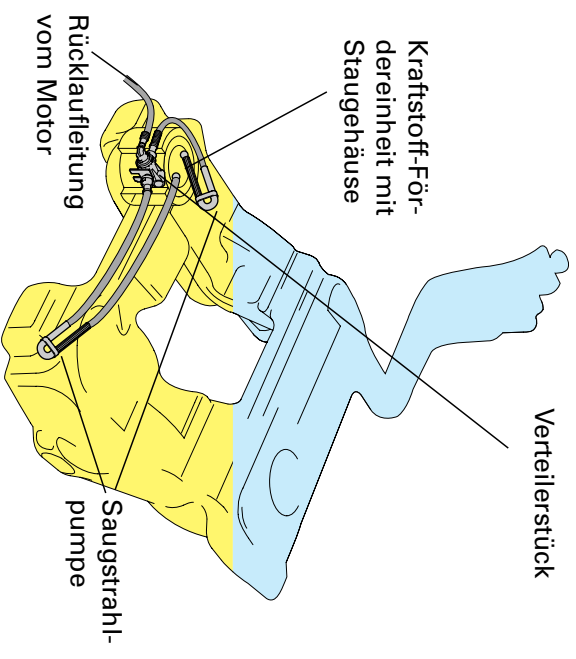 Rücklaufleitung
vom Motor
Kraftstoff-För-
dereinheit mit
Staugehäuse
Verteilerstück
Saugstrahl-
pumpe